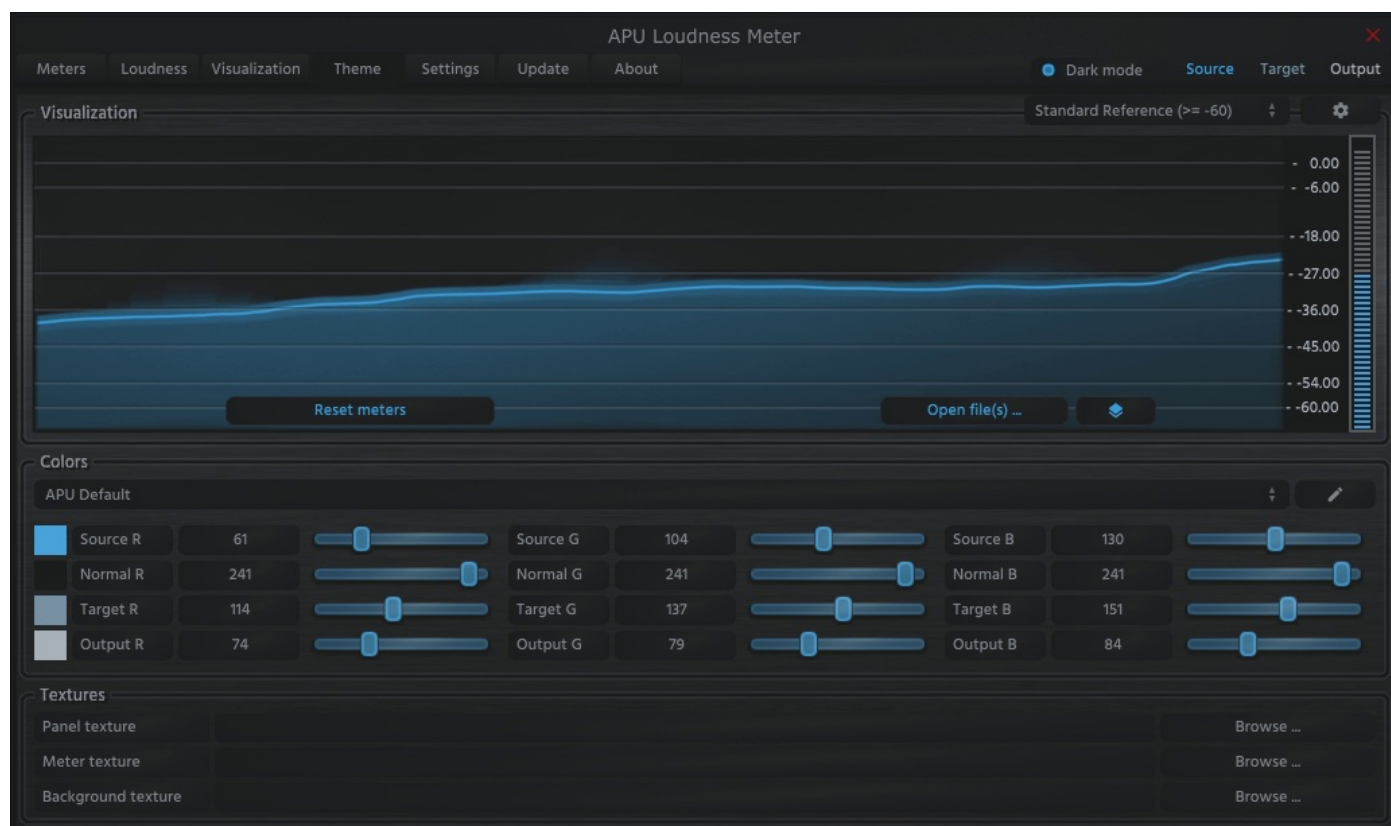 APU Loudness Meter
Meters Loudness Visualization Theme Settings Update About Dark mode Source Target Output
Visualization Standard Reference (>= -60)
- 0.00
- -6.00
- -18.00
- -27.00
- -36.00
- -45.00
- -54.00
- -60.00
Reset meters Open file(s) ...
Colors
APU Default
Source R 61 Source G 104 Source B 130
Normal R 241 Normal G 241 Normal B 241
Target R 114 Target G 137 Target B 151
Output R 74 Output G 79 Output B 84
Textures
Panel texture Browse ...
Meter texture Browse ...
Background texture Browse ...